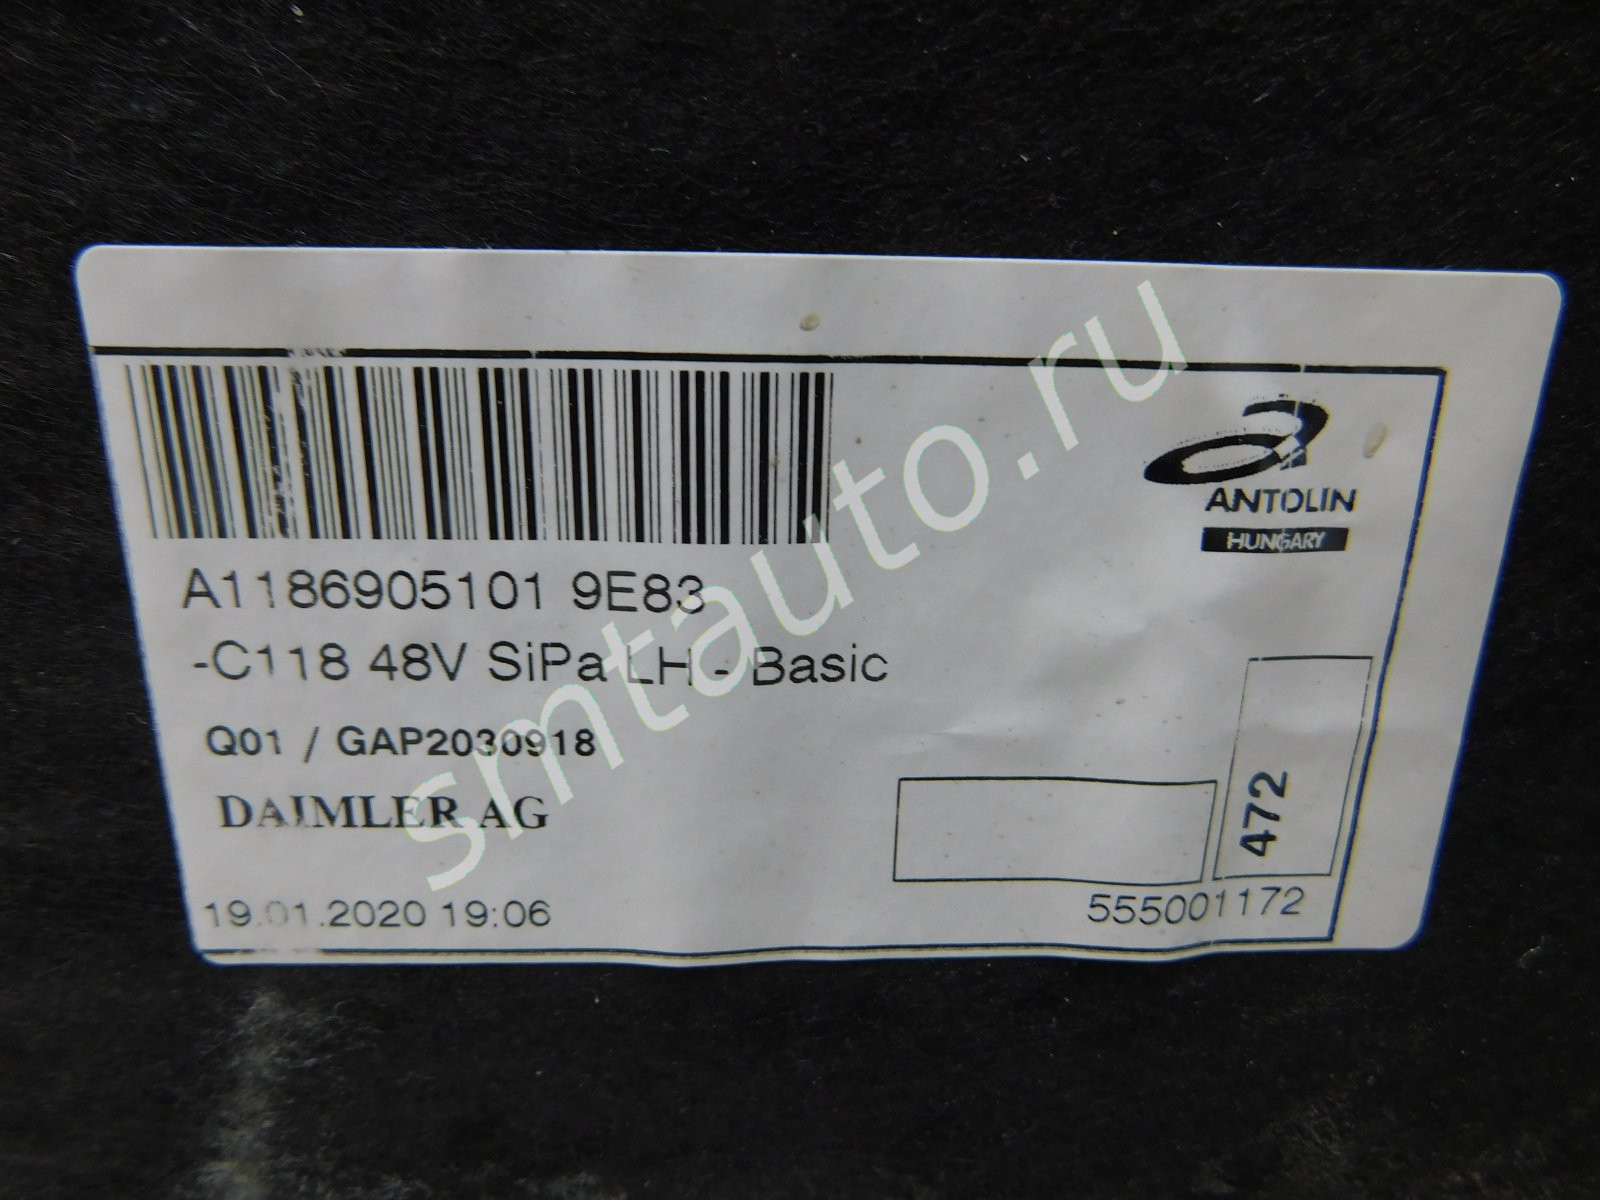 ANTOLIN
HUNGARY
A1186905101 9E83
-C118 48V SiPa LH - Basic
Q01 / GAP2030918
DAIMLER AG
472
19.01.2020 19:06
555001172
smtauto.ru